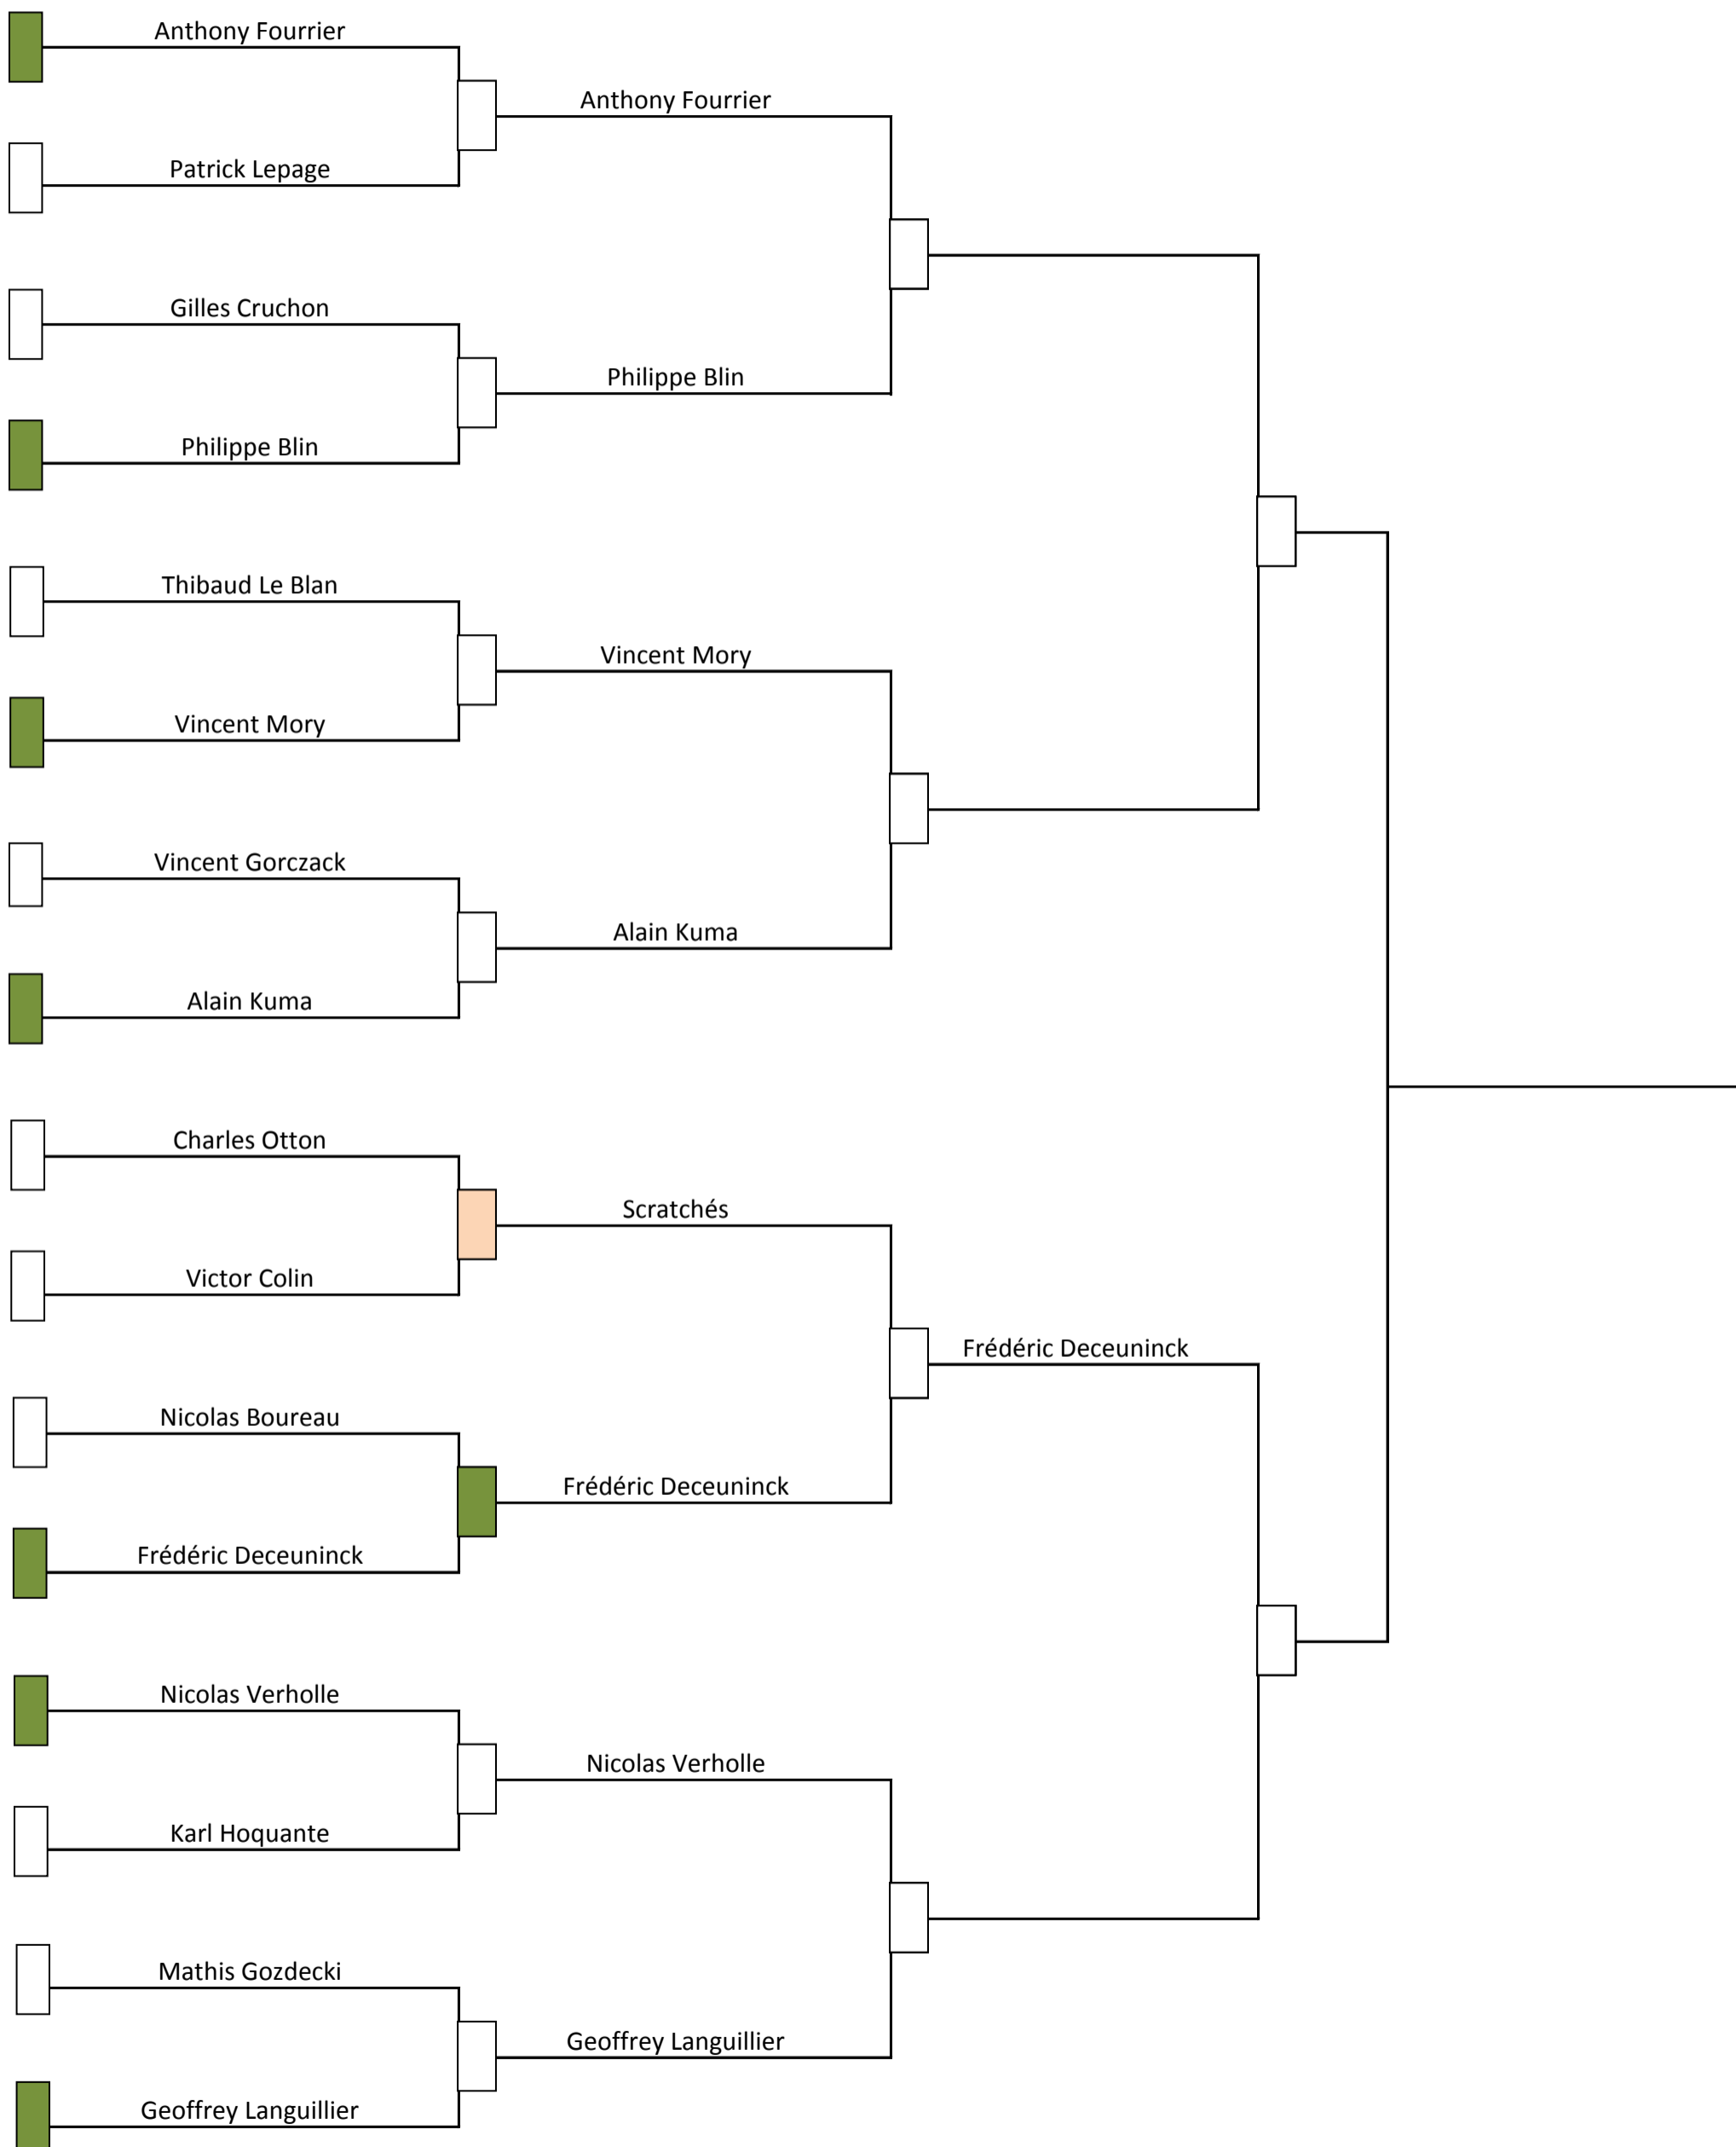 Anthony Fourrier
Anthony Fourrier
Patrick Lepage
Gilles Cruchon
Philippe Blin
Philippe Blin
Thibaud Le Blan
Vincent Mory
Vincent Mory
Vincent Gorczack
Alain Kuma
Alain Kuma
Charles Otton
Scratchés
Victor Colin
Frédéric Deceuninck
Nicolas Boureau
Frédéric Deceuninck
Frédéric Deceuninck
Nicolas Verholle
Nicolas Verholle
Karl Hoquante
Mathis Gozdecki
Geoffrey Languillier
Geoffrey Languillier